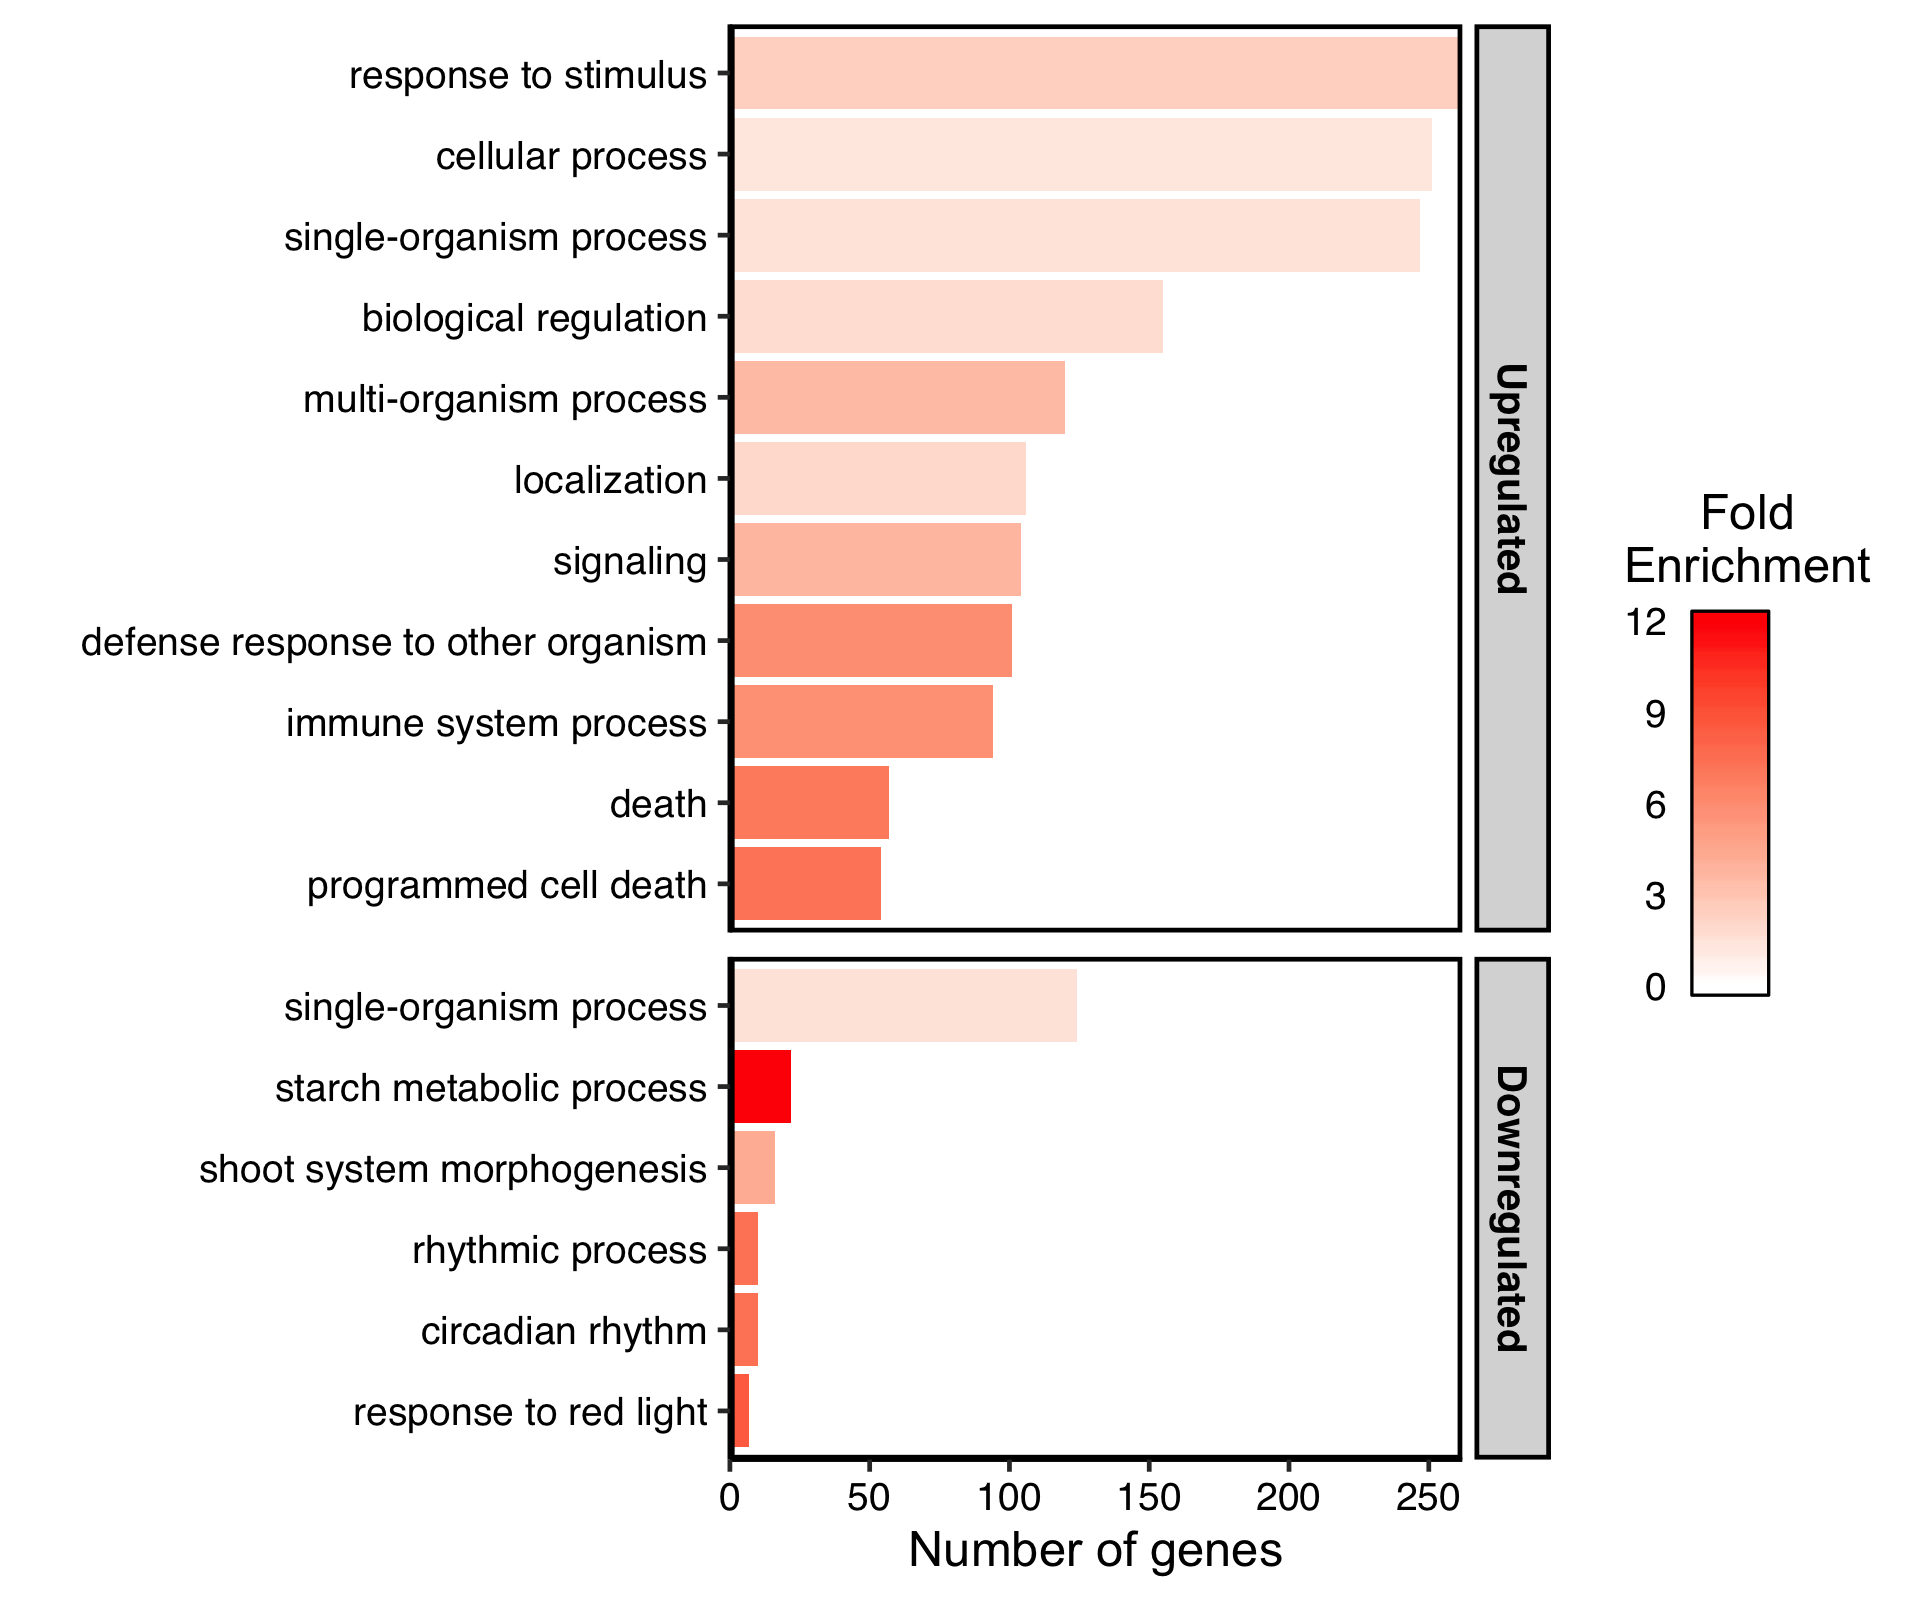 response to stimulus
cellular process
single-organism process
biological regulation
multi-organism process
localization
signaling
defense response to other organism
immune system process
death
programmed cell death
Upregulated
single-organism process
starch metabolic process
shoot system morphogenesis
rhythmic process
circadian rhythm
response to red light
Downregulated
0 50 100 150 200 250
Number of genes
Fold
Enrichment
12
9
6
3
0